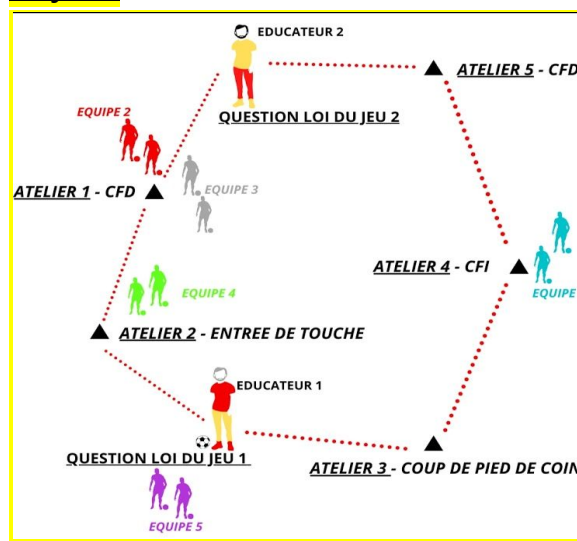 EDUCATEUR 2
ATELIER 5 - CFD
EQUIPE 2
QUESTION LOI DU JEU 2
EQUIPE 3
ATELIER 1 - CFD
ATELIER 4 - CFI
EQUIPE 4
EQUIPE
ATELIER 2 - ENTREE DE TOUCHE
EDUCATEUR 1
QUESTION LOI DU JEU 1
ATELIER 3 - COUP DE PIED DE COIN
EQUIPE 5